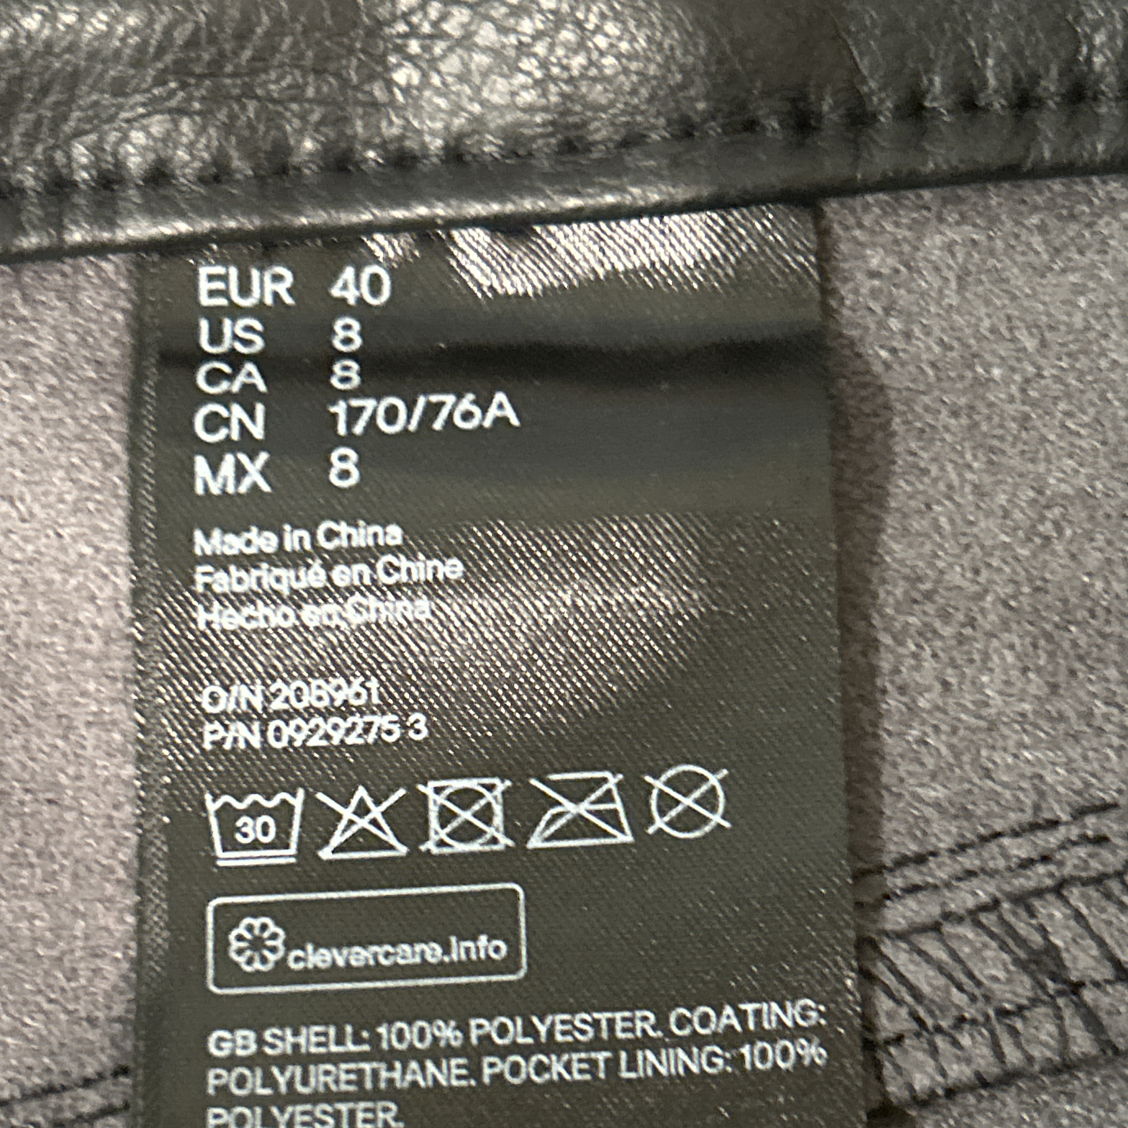 EUR 40
US 8
CA 8
CN 170/76A
MX 8
Made in China
Fabriqué en Chine
Hecho en China
O/N 208961
P/N 0929275 3
30
clevercare.info
GB SHELL: 100% POLYESTER. COATING:
POLYURETHANE. POCKET LINING: 100%
POLYESTER.